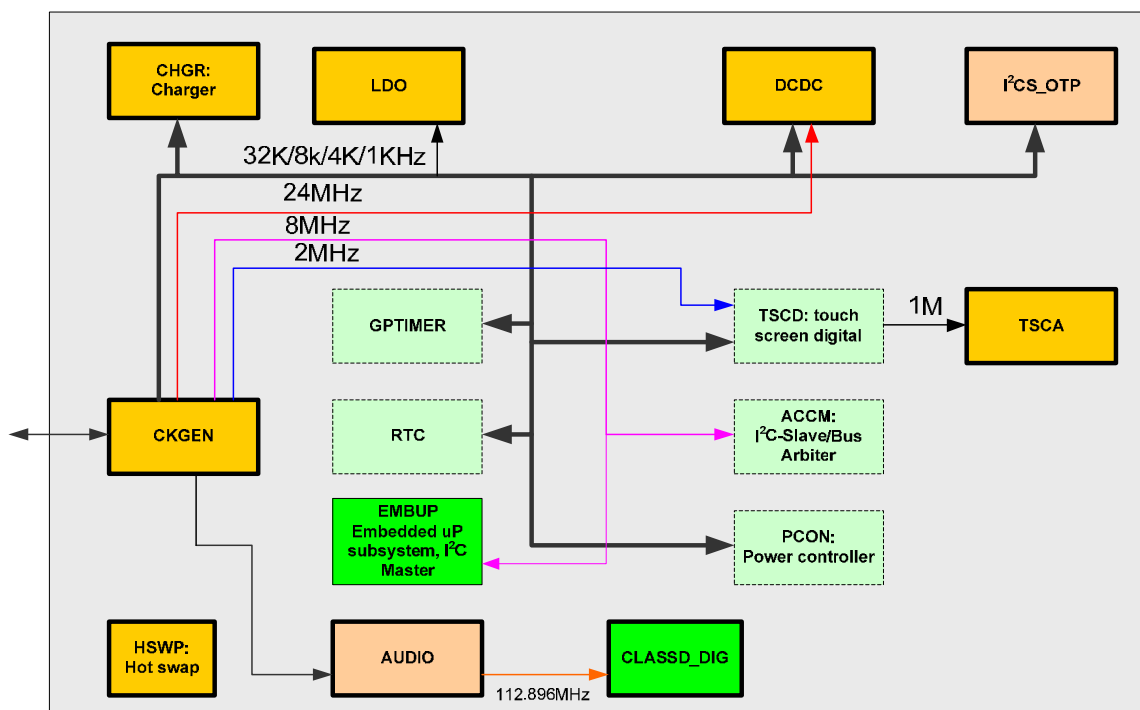 CHGR:
Charger
LDO
DCDC
I²CS_OTP
32K/8k/4K/1KHz
24MHz
8MHz
2MHz
GPTIMER
TSCD: touch
screen digital
1M
TSCA
CKGEN
RTC
ACCM:
I²C-Slave/Bus
Arbiter
EMBUP
Embedded uP
subsystem, I²C
Master
PCON:
Power controller
HSWP:
Hot swap
AUDIO
112.896MHz
CLASSD_DIG